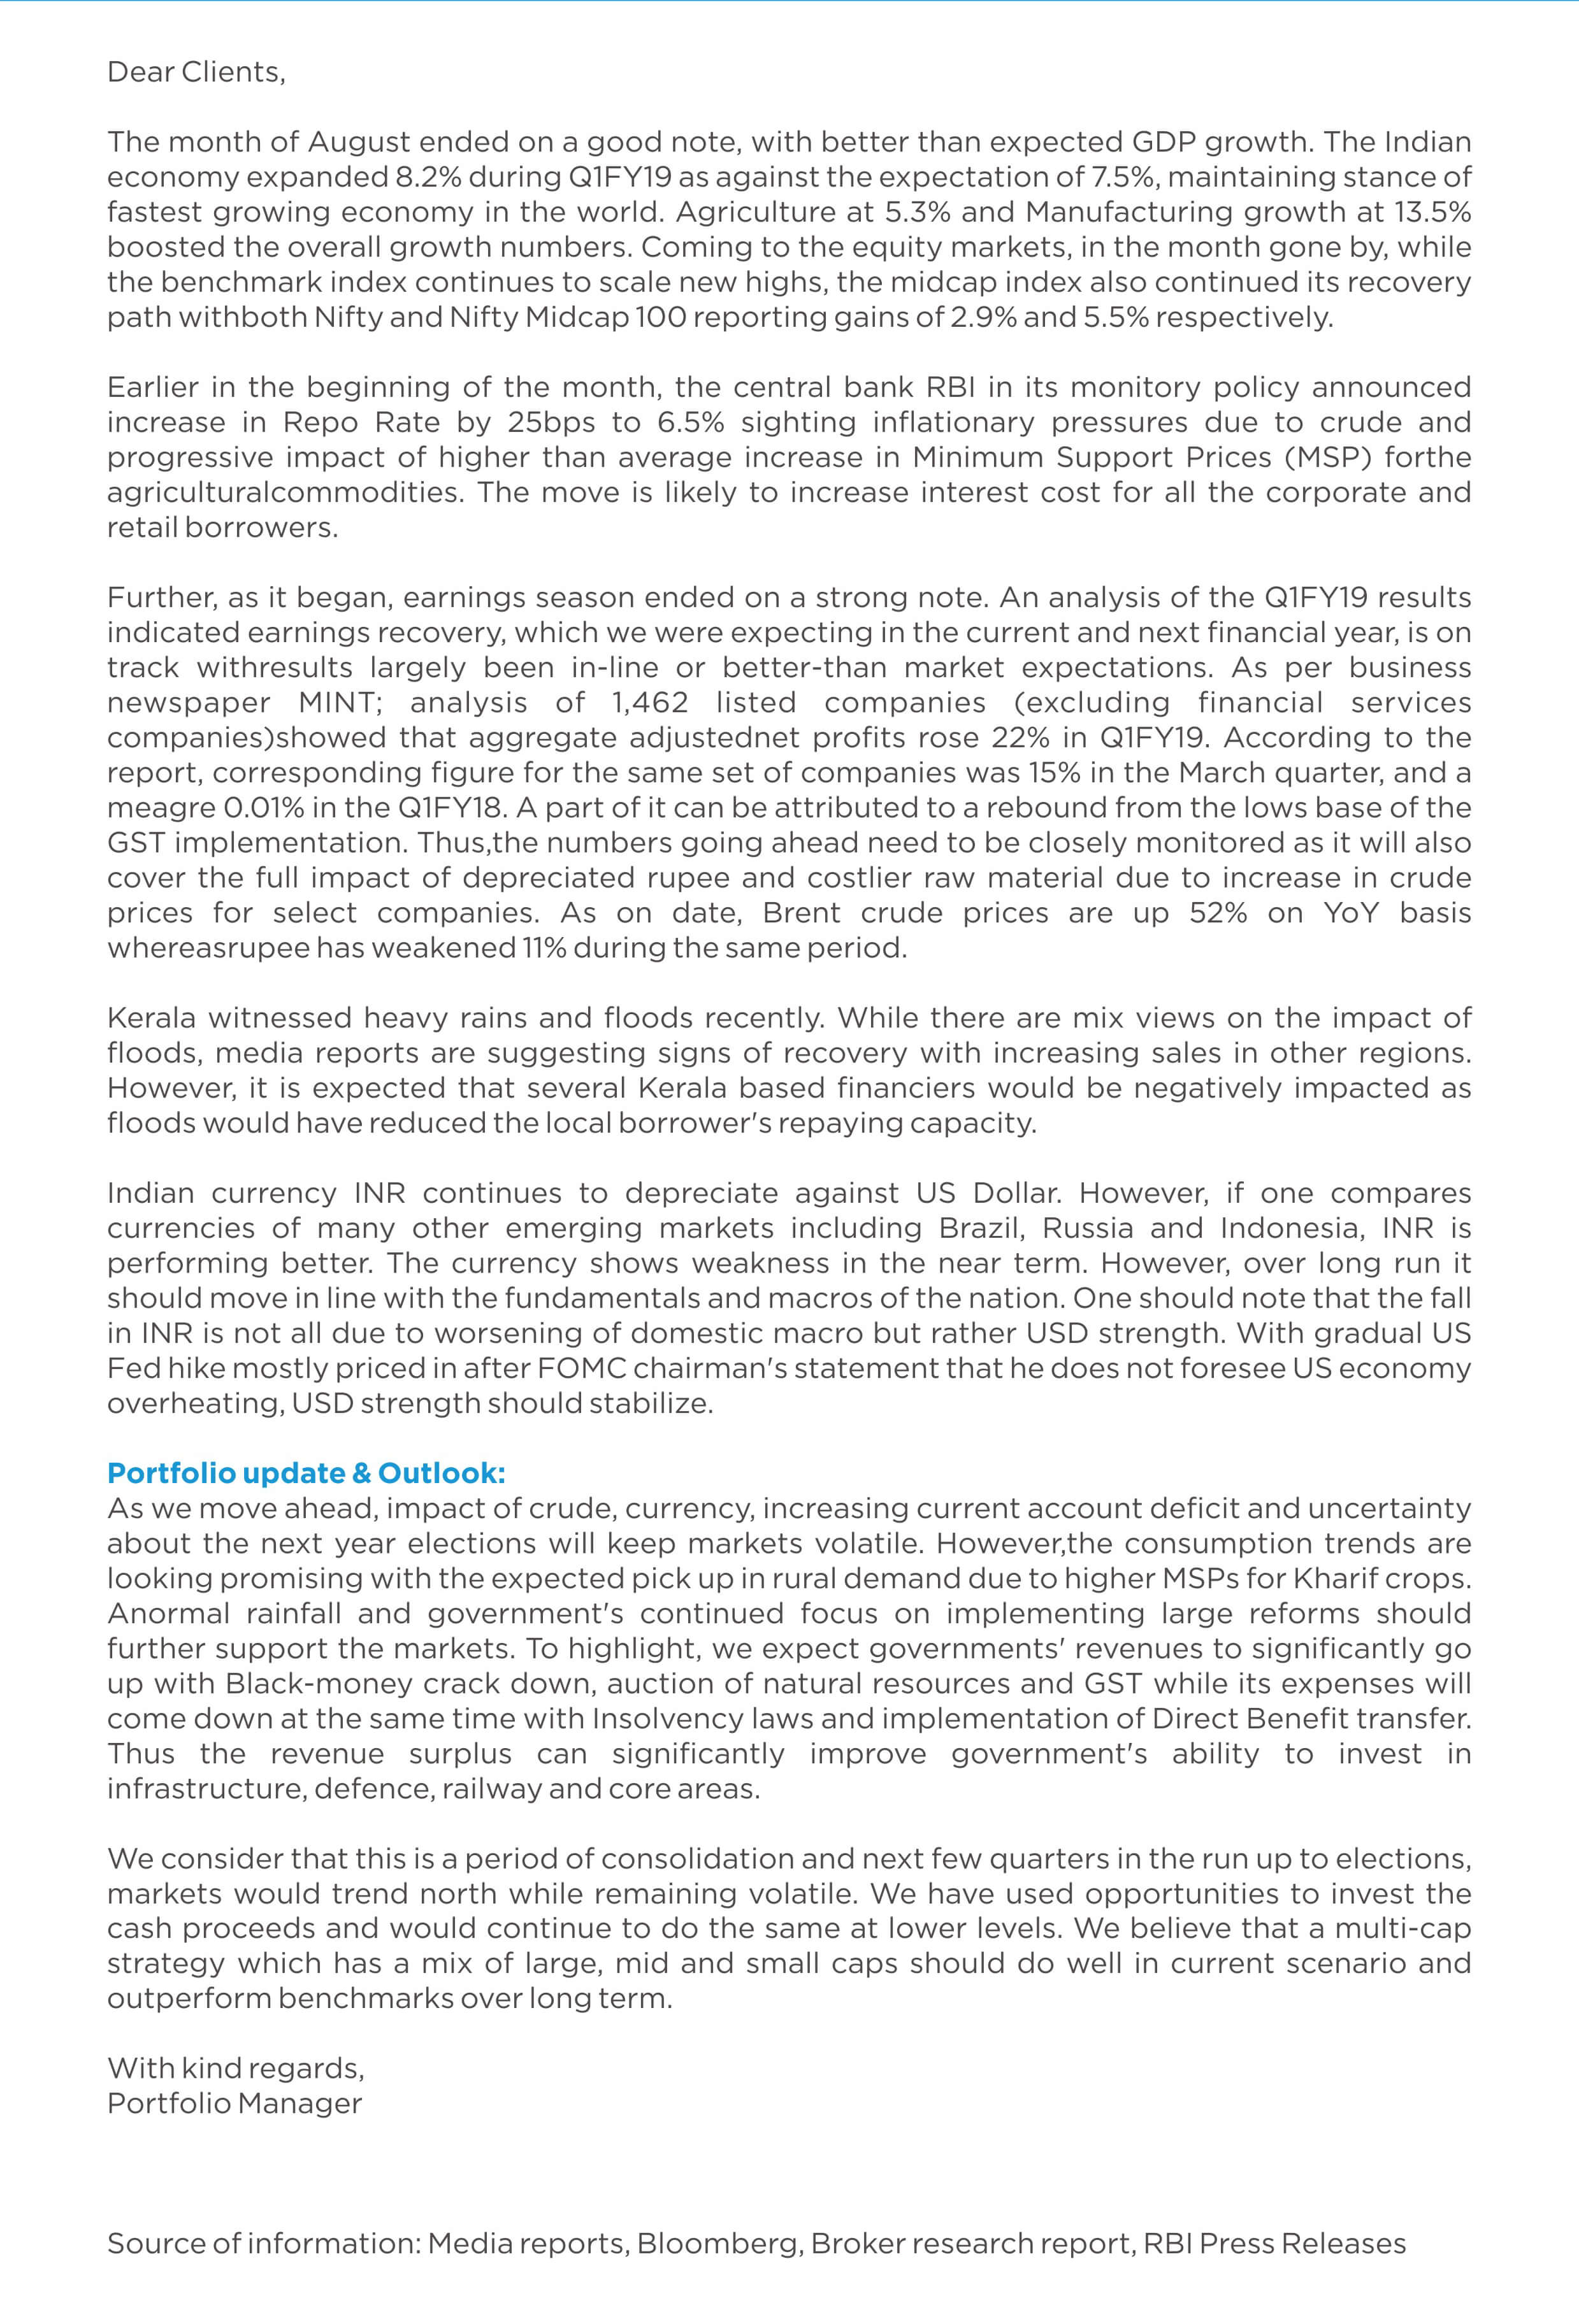 Dear Clients,
The month of August ended on a good note, with better than expected GDP growth. The Indian
economy expanded 8.2% during Q1FY19 as against the expectation of 7.5%, maintaining stance of
fastest growing economy in the world. Agriculture at 5.3% and Manufacturing growth at 13.5%
boosted the overall growth numbers. Coming to the equity markets, in the month gone by, while
the benchmark index continues to scale new highs, the midcap index also continued its recovery
path withboth Nifty and Nifty Midcap 100 reporting gains of 2.9% and 5.5% respectively.
Earlier in the beginning of the month, the central bank RBI in its monitory policy announced
increase in Repo Rate by 25bps to 6.5% sighting inflationary pressures due to crude and
progressive impact of higher than average increase in Minimum Support Prices (MSP) forthe
agriculturalcommodities. The move is likely to increase interest cost for all the corporate and
retail borrowers.
Further, as it began, earnings season ended on a strong note. An analysis of the Q1FY19 results
indicated earnings recovery, which we were expecting in the current and next financial year, is on
track withresults largely been in-line or better-than market expectations. As per business
newspaper MINT; analysis of 1,462 listed companies (excluding financial services
companies)showed that aggregate adjustednet profits rose 22% in Q1FY19. According to the
report, corresponding figure for the same set of companies was 15% in the March quarter, and a
meagre 0.01% in the Q1FY18. A part of it can be attributed to a rebound from the lows base of the
GST implementation. Thus,the numbers going ahead need to be closely monitored as it will also
cover the full impact of depreciated rupee and costlier raw material due to increase in crude
prices for select companies. As on date, Brent crude prices are up 52% on YoY basis
whereasrupee has weakened 11% during the same period.
Kerala witnessed heavy rains and floods recently. While there are mix views on the impact of
floods, media reports are suggesting signs of recovery with increasing sales in other regions.
However, it is expected that several Kerala based financiers would be negatively impacted as
floods would have reduced the local borrower's repaying capacity.
Indian currency INR continues to depreciate against US Dollar. However, if one compares
currencies of many other emerging markets including Brazil, Russia and Indonesia, INR is
performing better. The currency shows weakness in the near term. However, over long run it
should move in line with the fundamentals and macros of the nation. One should note that the fall
in INR is not all due to worsening of domestic macro but rather USD strength. With gradual US
Fed hike mostly priced in after FOMC chairman's statement that he does not foresee US economy
overheating, USD strength should stabilize.
Portfolio update & Outlook:
As we move ahead, impact of crude, currency, increasing current account deficit and uncertainty
about the next year elections will keep markets volatile. However,the consumption trends are
looking promising with the expected pick up in rural demand due to higher MSPs for Kharif crops.
Anormal rainfall and government's continued focus on implementing large reforms should
further support the markets. To highlight, we expect governments' revenues to significantly go
up with Black-money crack down, auction of natural resources and GST while its expenses will
come down at the same time with Insolvency laws and implementation of Direct Benefit transfer.
Thus the revenue surplus can significantly improve government's ability to invest in
infrastructure, defence, railway and core areas.
We consider that this is a period of consolidation and next few quarters in the run up to elections,
markets would trend north while remaining volatile. We have used opportunities to invest the
cash proceeds and would continue to do the same at lower levels. We believe that a multi-cap
strategy which has a mix of large, mid and small caps should do well in current scenario and
outperform benchmarks over long term.
With kind regards,
Portfolio Manager
Source of information: Media reports, Bloomberg, Broker research report, RBI Press Releases